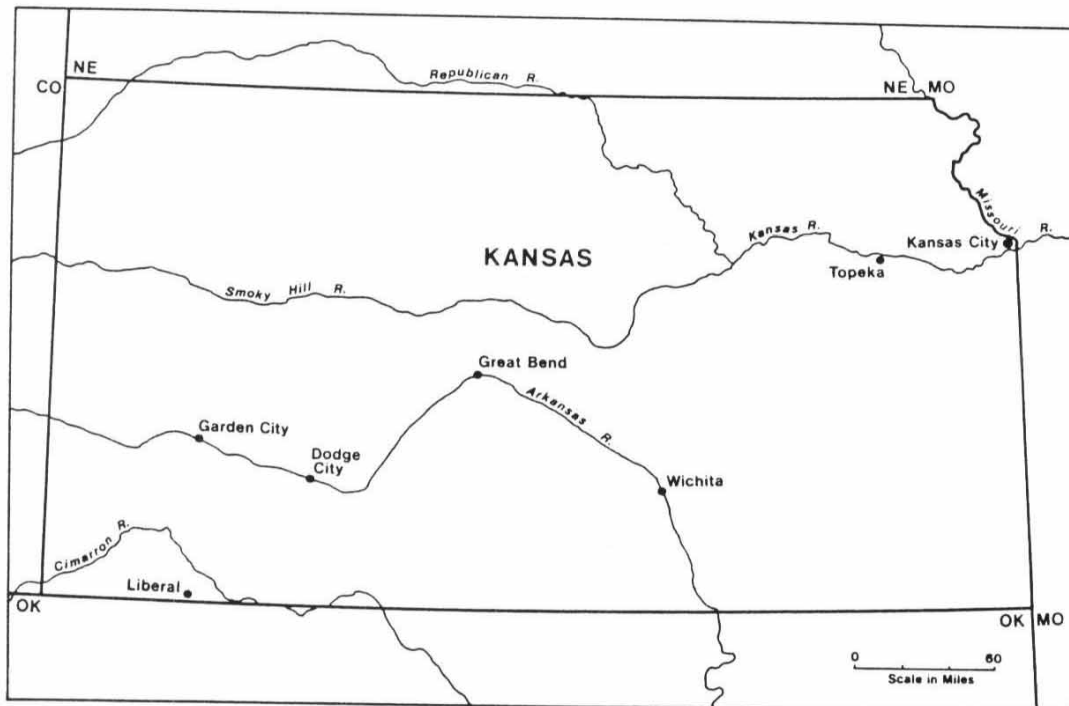 NE
CO
Republican R.
NE MO
Missouri R.
Kansas R.
Kansas City
Topeka
KANSAS
Smoky Hill R.
Great Bend
Arkansas R.
Garden City
Dodge
City
Wichita
Cimarron R.
Liberal
OK
OK MO
0 60
Scale in Miles